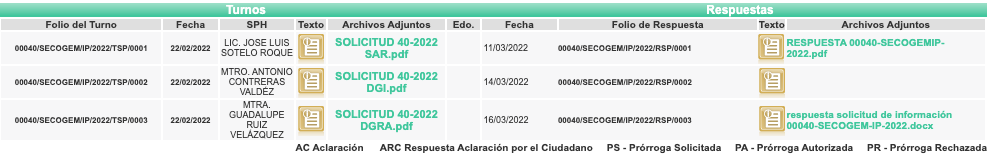 Turnos Respuestas
Folio del Turno Fecha SPH Texto Archivos Adjuntos Edo. Fecha Folio de Respuesta Texto Archivos Adjuntos
00040/SECOGEM/IP/2022/TSP/0001 22/02/2022 LIC. JOSE LUIS SOTELO ROQUE SOLICITUD 40-2022 SAR.pdf 11/03/2022 00040/SECOGEM/IP/2022/RSP/0001 RESPUESTA 00040-SECOGEMIP-2022.pdf
00040/SECOGEM/IP/2022/TSP/0002 22/02/2022 MTRO. ANTONIO CONTRERAS VALDÉZ SOLICITUD 40-2022 DGI.pdf 14/03/2022 00040/SECOGEM/IP/2022/RSP/0002
00040/SECOGEM/IP/2022/TSP/0003 22/02/2022 MTRA. GUADALUPE RUIZ VELÁZQUEZ SOLICITUD 40-2022 DGRA.pdf 16/03/2022 00040/SECOGEM/IP/2022/RSP/0003 respuesta solicitud de información 00040-SECOGEM-IP-2022.docx
AC Aclaración ARC Respuesta Aclaración por el Ciudadano PS - Prórroga Solicitada PA - Prórroga Autorizada PR - Prórroga Rechazada